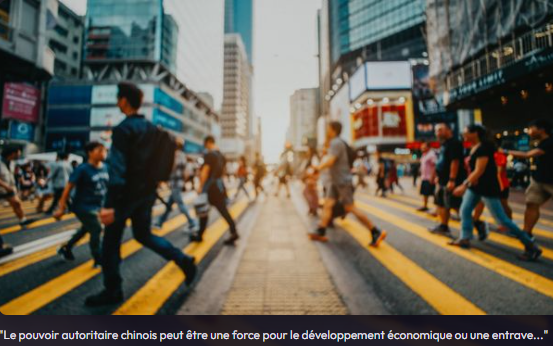 "Le pouvoir autoritaire chinois peut être une force pour le développement économique ou une entrave..."